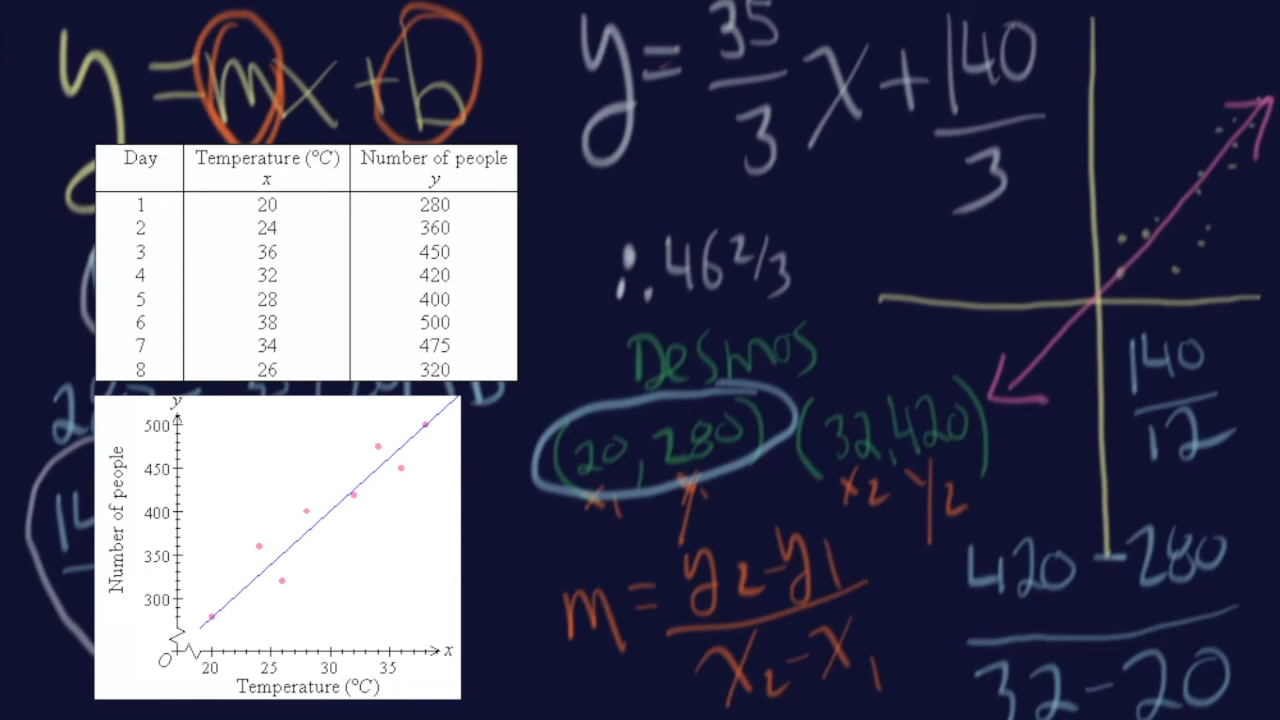 y = mx + b
y = 35/3 x + 140/3
Day Temperature (°C) Number of people
x y
1 20 280
2 24 360
3 36 450
4 32 420
5 28 400
6 38 500
7 34 475
8 26 320
∴ 46 2/3
Desmos
(20, 280) (32, 420)
x1 y1 x2 y2
140
12
m = y2 - y1
x2 - x1
420 - 280
32 - 20
y
500
450
400
350
300
Number of people
O 20 25 30 35 x
Temperature (°C)